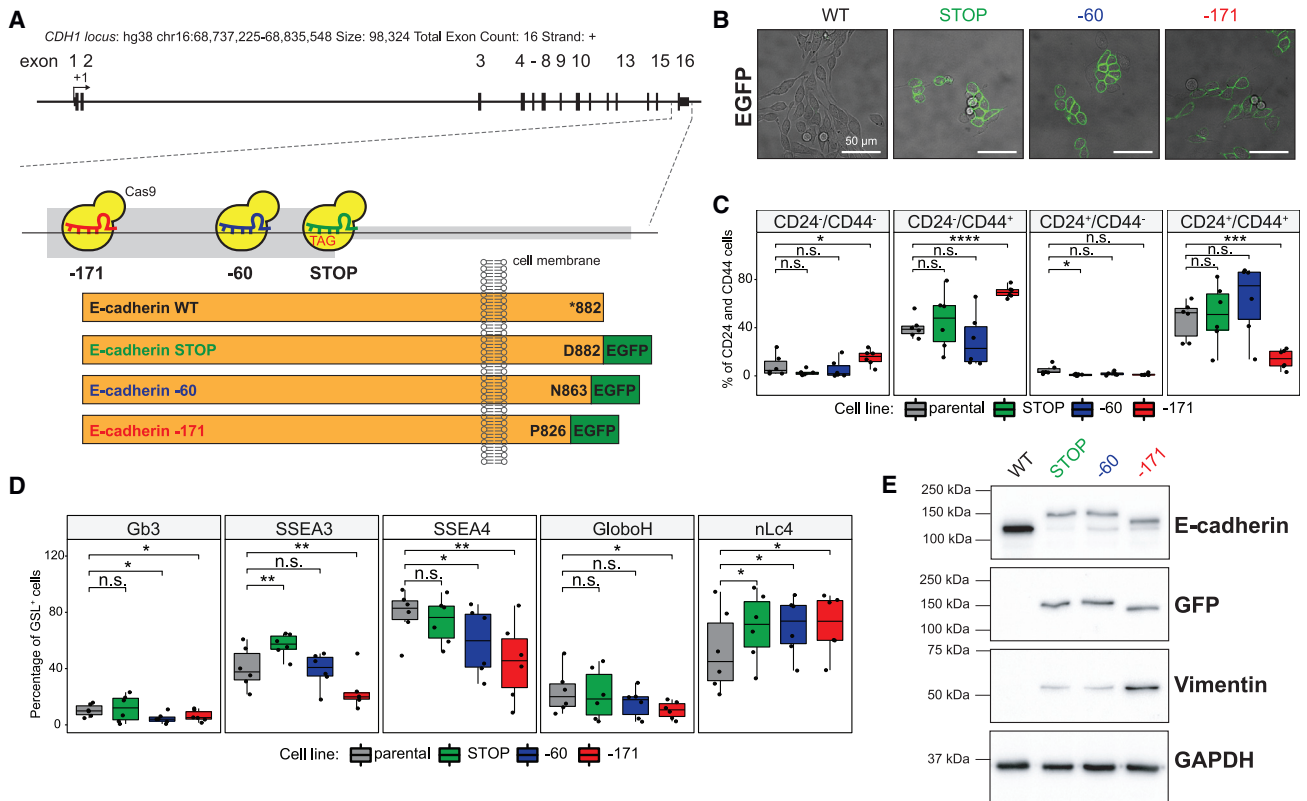 A
CDH1 locus: hg38 chr16:68,737,225-68,835,548 Size: 98,324 Total Exon Count: 16 Strand: +
exon 1 2 3 4 - 8 9 10 13 15 16
+1
Cas9
TAG
-171 -60 STOP
cell membrane
E-cadherin WT *882
E-cadherin STOP D882 EGFP
E-cadherin -60 N863 EGFP
E-cadherin -171 P826 EGFP
B
WT STOP -60 -171
EGFP
50 µm
C
CD24-/CD44- CD24-/CD44+ CD24+/CD44- CD24+/CD44+
% of CD24 and CD44 cells
80
40
0
* **** n.s. ***
n.s. n.s. n.s. n.s.
n.s. n.s. * n.s.
Cell line: parental STOP -60 -171
D
Gb3 SSEA3 SSEA4 GloboH nLc4
Percentage of GSL+ cells
120
80
40
0
* ** ** * *
* n.s. * n.s. *
n.s. ** n.s. n.s. *
Cell line: parental STOP -60 -171
E
WT STOP -60 -171
250 kDa
150 kDa
100 kDa
E-cadherin
250 kDa
150 kDa
100 kDa
GFP
75 kDa
50 kDa
Vimentin
37 kDa
GAPDH